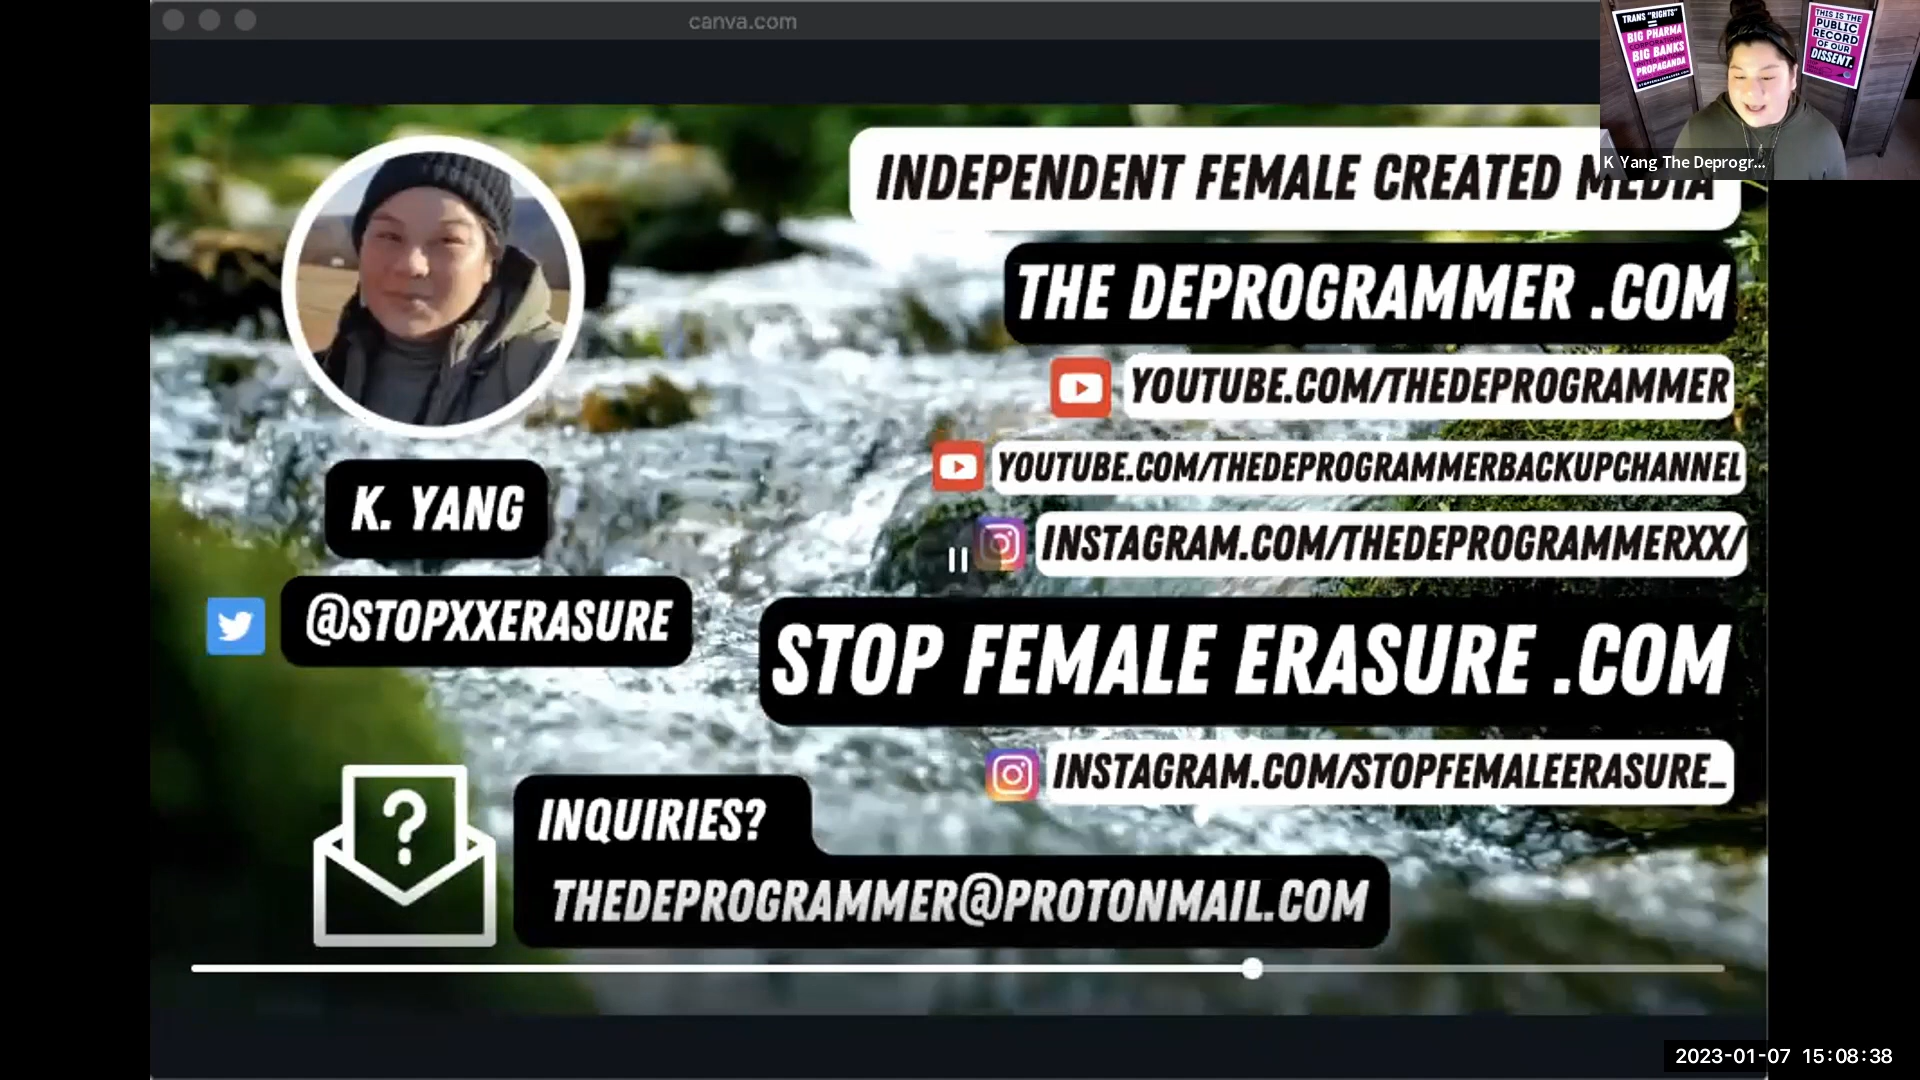 canva.com
TRANS "RIGHTS"
=
BIG PHARMA
CORPORATIONS
BIG BANKS
PROPAGANDA
THIS IS THE
PUBLIC
RECORD
OF OUR
DISSENT.
K Yang The Deprogr...
INDEPENDENT FEMALE CREATED MEDIA
THE DEPROGRAMMER .COM
YOUTUBE.COM/THEDEPROGRAMMER
YOUTUBE.COM/THEDEPROGRAMMERBACKUPCHANNEL
INSTAGRAM.COM/THEDEPROGRAMMERXX/
K. YANG
@STOPXXERASURE
STOP FEMALE ERASURE .COM
INSTAGRAM.COM/STOPFEMALEERASURE_
?
INQUIRIES?
THEDEPROGRAMMER@PROTONMAIL.COM
2023-01-07 15:08:38